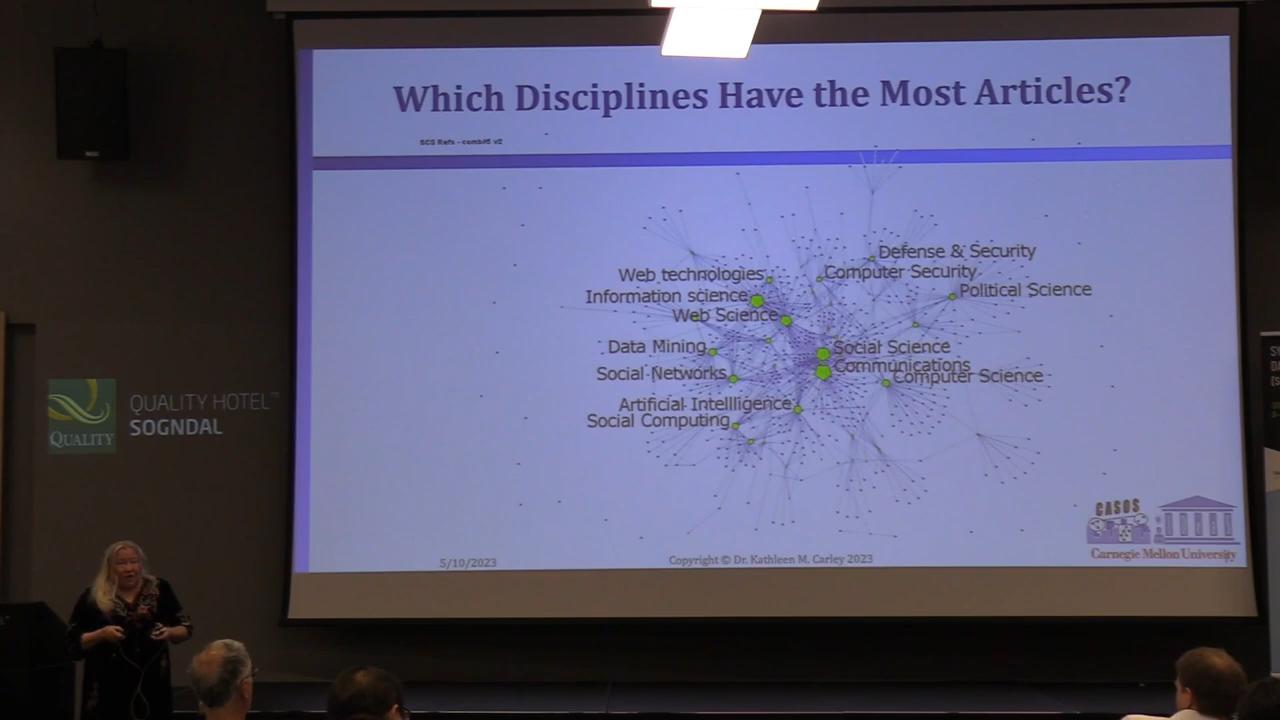 Which Disciplines Have the Most Articles?
SCS Refs - comb#5 v2
Defense & Security
Web technologies
Computer Security
Information science
Political Science
Web Science
Data Mining
Social Science
Communications
Social Networks
Computer Science
Artificial Intellligence
Social Computing
QUALITY HOTEL™
SOGNDAL
QUALITY
CASOS
Carnegie Mellon University
5/10/2023
Copyright © Dr. Kathleen M. Carley 2023